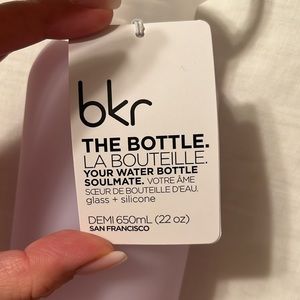 bkr
THE BOTTLE.
LA BOUTEILLE.
YOUR WATER BOTTLE
SOULMATE. VOTRE ÂME
SŒUR DE BOUTEILLE D'EAU.
glass + silicone
DEMI 650mL (22 oz)
SAN FRANCISCO